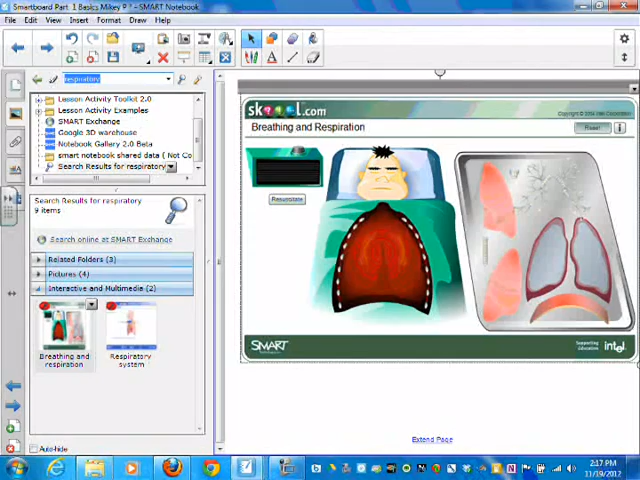 Smartboard Part 1 Basics Mikey P * - SMART Notebook
File Edit View Insert Format Draw Help
respiratory
Lesson Activity Toolkit 2.0
Lesson Activity Examples
SMART Exchange
Google 3D warehouse
Notebook Gallery 2.0 Beta
smart notebook shared data ( Not Co
Search Results for respiratory
Search Results for respiratory
9 items
Search online at SMART Exchange
Related Folders (3)
Pictures (4)
Interactive and Multimedia (2)
Breathing and respiration
Respiratory system
Auto-hide
skoool.com
Breathing and Respiration
Reset
i
Resuscitate
SMART
Supporting Education
intel
Extend Page
2:17 PM
11/19/2012